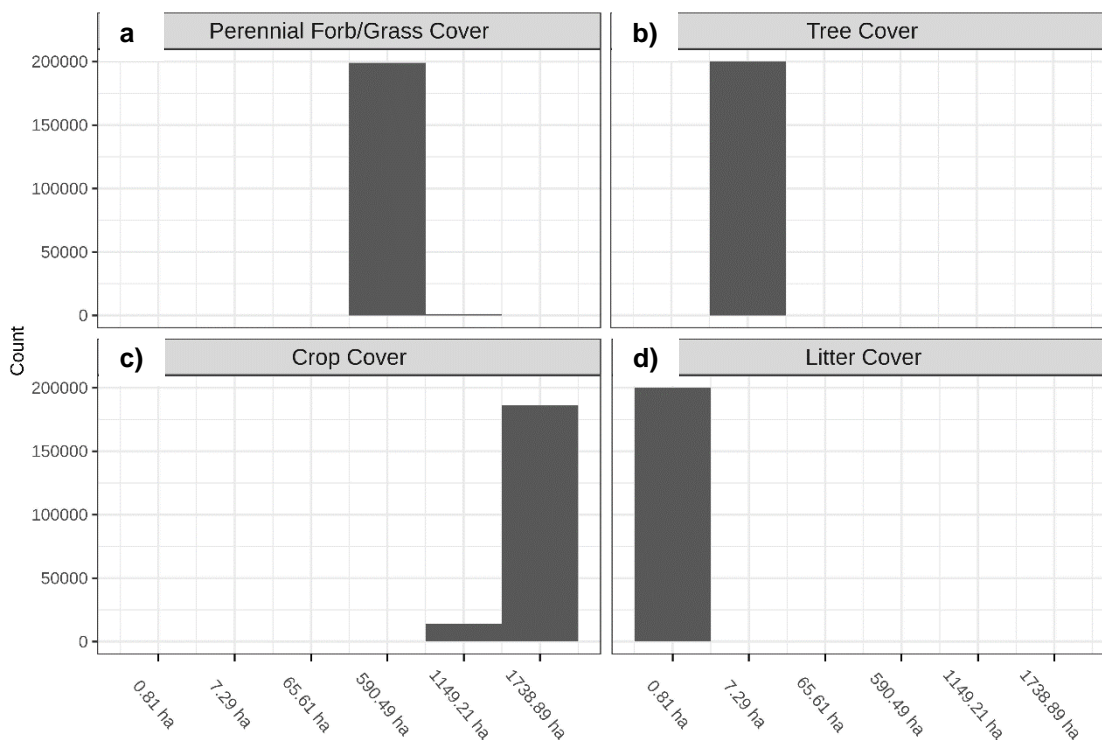 a
Perennial Forb/Grass Cover
b)
Tree Cover
200000
150000
100000
50000
0
Count
c)
Crop Cover
d)
Litter Cover
200000
150000
100000
50000
0
0.81 ha
7.29 ha
65.61 ha
590.49 ha
1149.21 ha
1738.89 ha
0.81 ha
7.29 ha
65.61 ha
590.49 ha
1149.21 ha
1738.89 ha